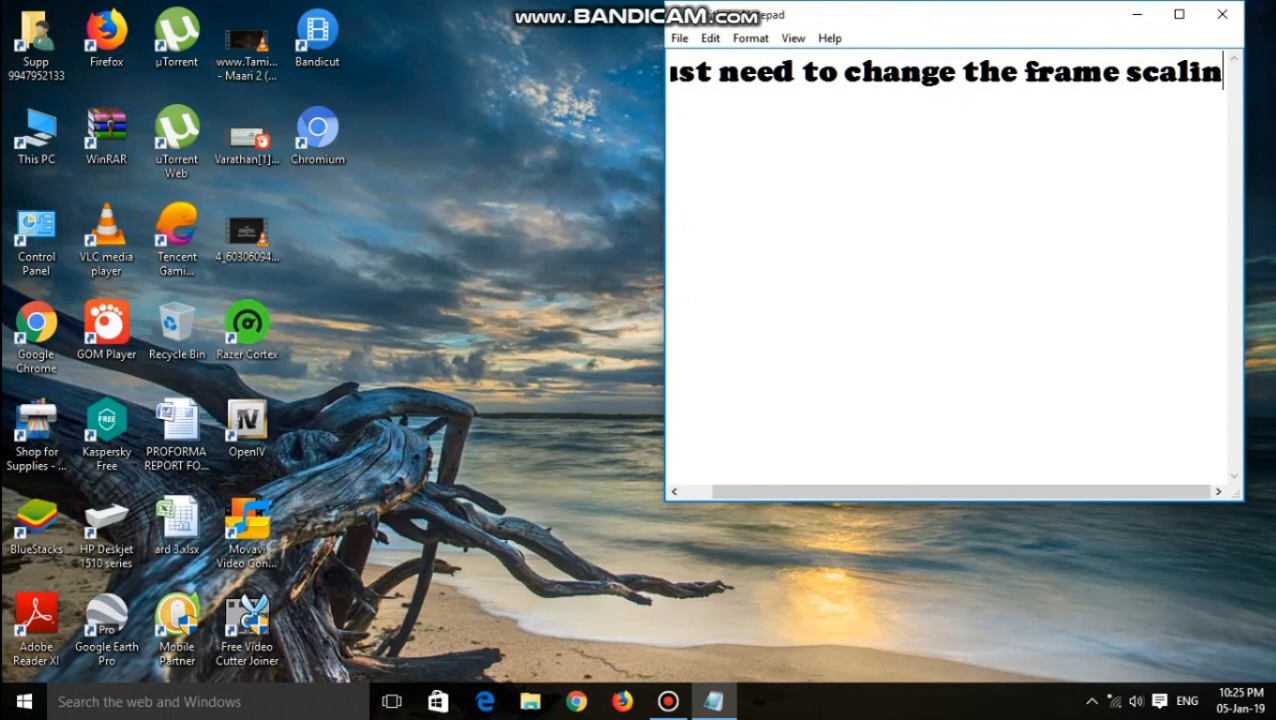 www.BANDICAM.com
File Edit Format View Help
ust need to change the frame scalin
Supp
9947952133
Firefox
µTorrent
www.Tami...
- Maari 2 (...
Bandicut
This PC
WinRAR
uTorrent
Web
Varathan[1]...
Chromium
Control
Panel
VLC media
player
Tencent
Gami...
4_60306094...
Google
Chrome
GOM Player
Recycle Bin
Razer Cortex
Shop for
Supplies - ...
FREE
Kaspersky
Free
PROFORMA
REPORT FO...
IV
OpenIV
BlueStacks
HP Deskjet
1510 series
ard 3.xlsx
Movavi
Video Con...
Adobe
Reader XI
Pro
Google Earth
Pro
Mobile
Partner
Free Video
Cutter Joiner
Search the web and Windows
ENG
10:25 PM
05-Jan-19